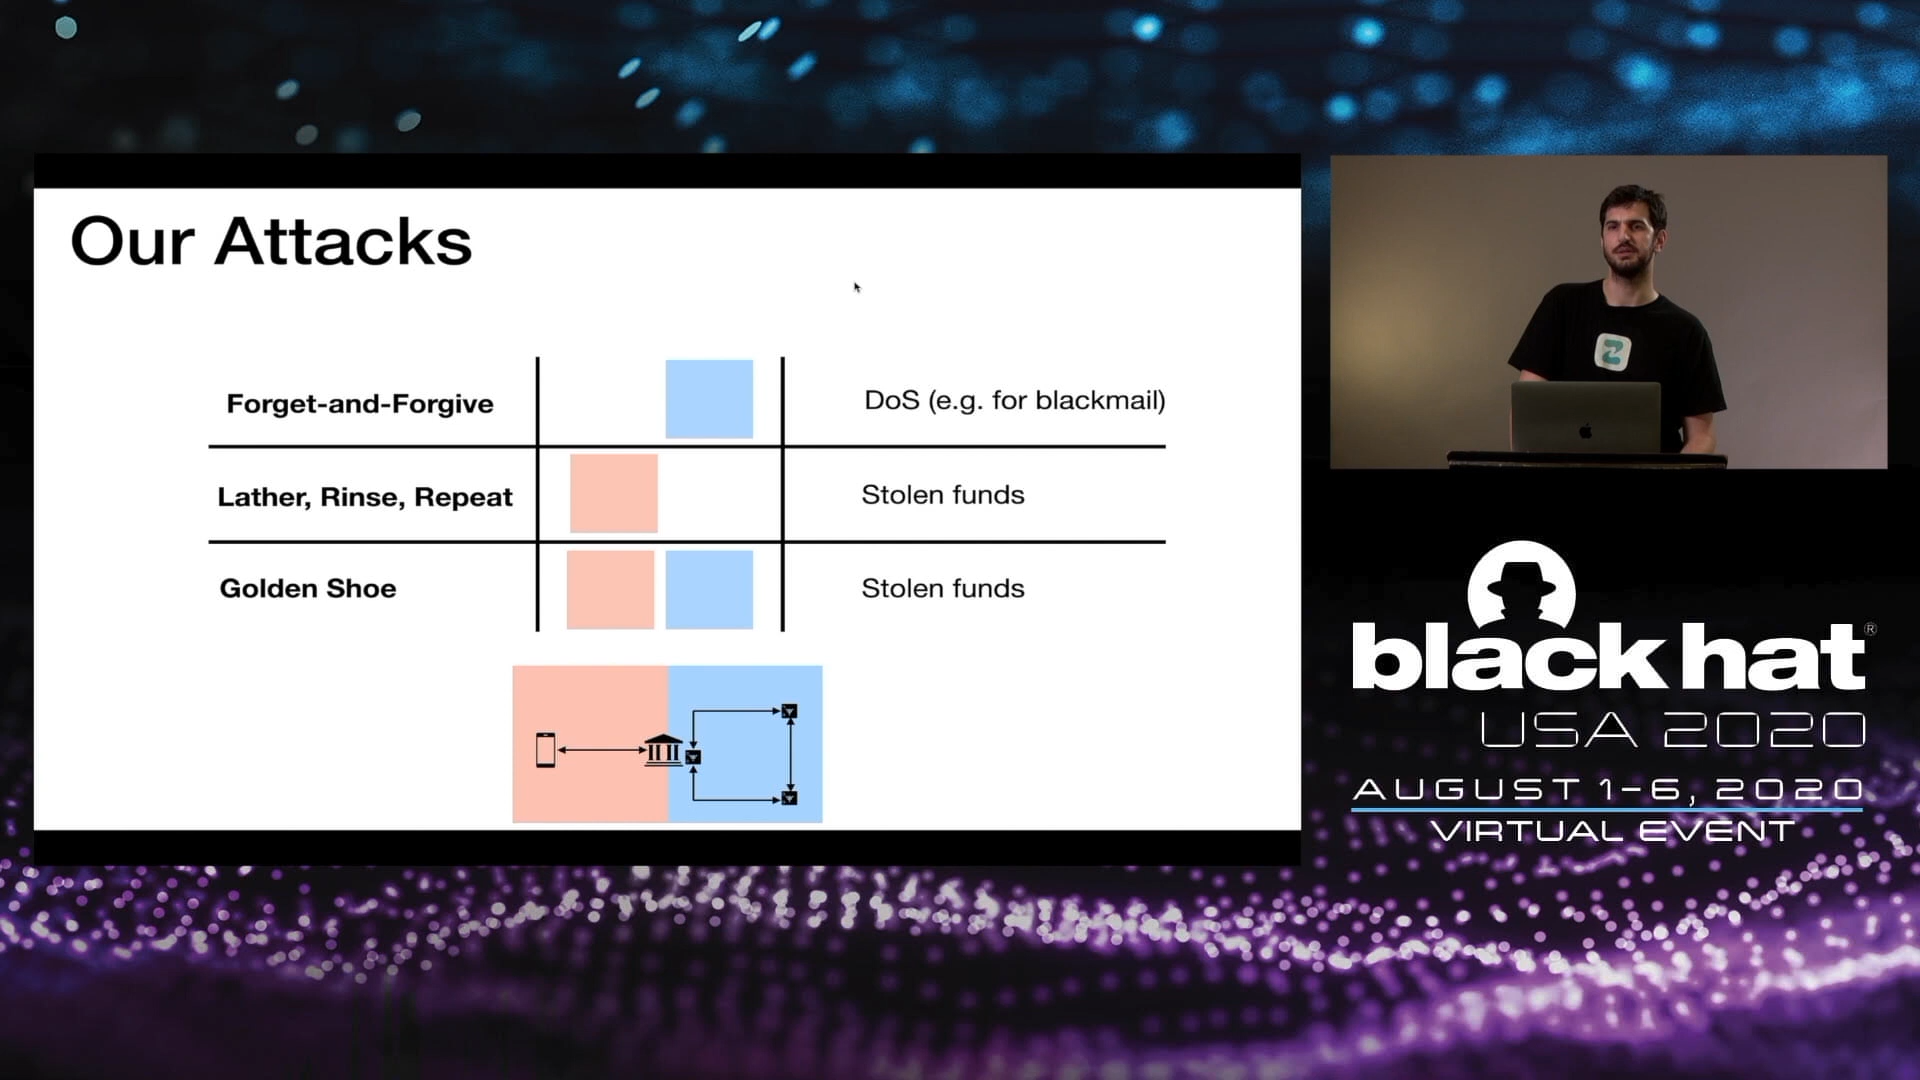 Our Attacks
Forget-and-Forgive
DoS (e.g. for blackmail)
Lather, Rinse, Repeat
Stolen funds
Golden Shoe
Stolen funds
black hat®
USA 2020
AUGUST 1-6, 2020
VIRTUAL EVENT